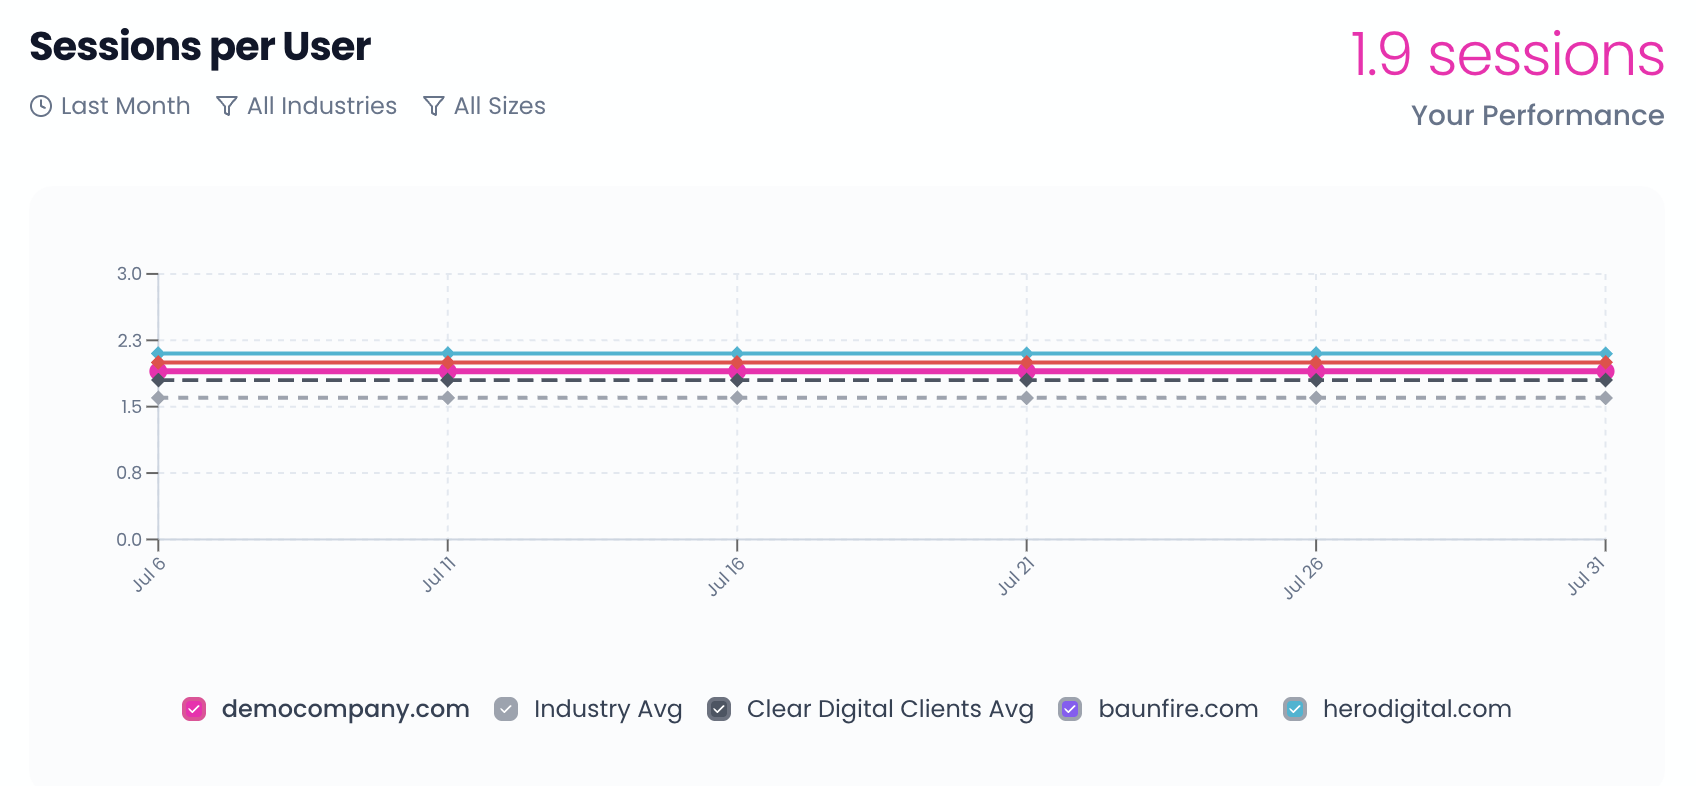 Sessions per User
Last Month All Industries All Sizes
1.9 sessions
Your Performance
3.0
2.3
1.5
0.8
0.0
Jul 6 Jul 11 Jul 16 Jul 21 Jul 26 Jul 31
democompany.com Industry Avg Clear Digital Clients Avg baunfire.com herodigital.com